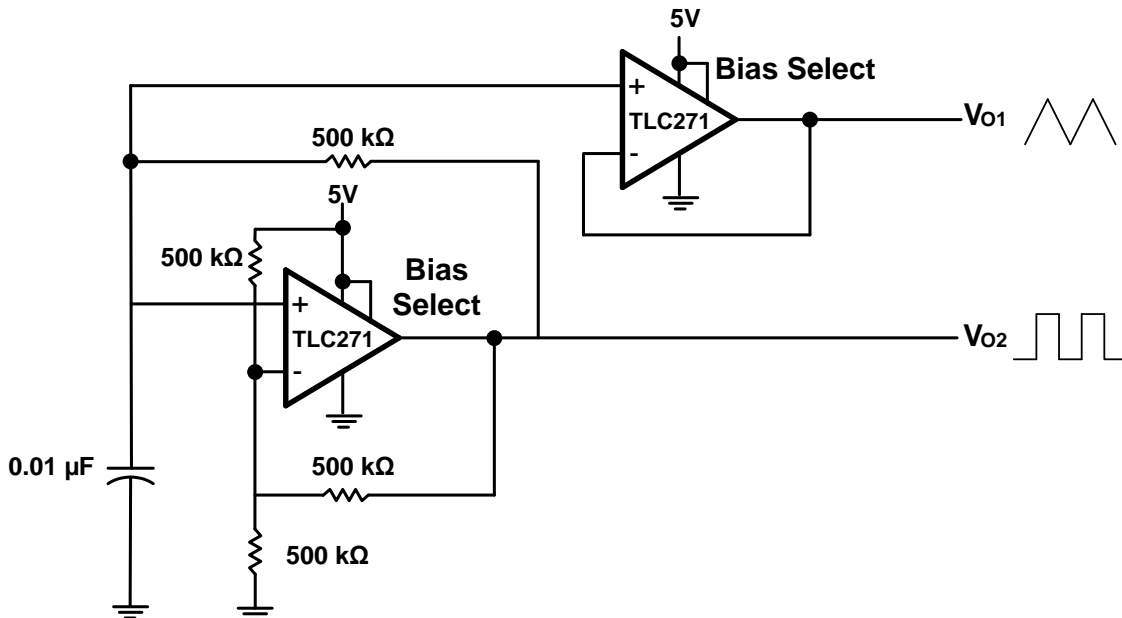 5V
Bias Select
+
TLC271
-
VO1
500 kΩ
5V
500 kΩ
Bias
Select
+
TLC271
-
VO2
0.01 µF
500 kΩ
500 kΩ